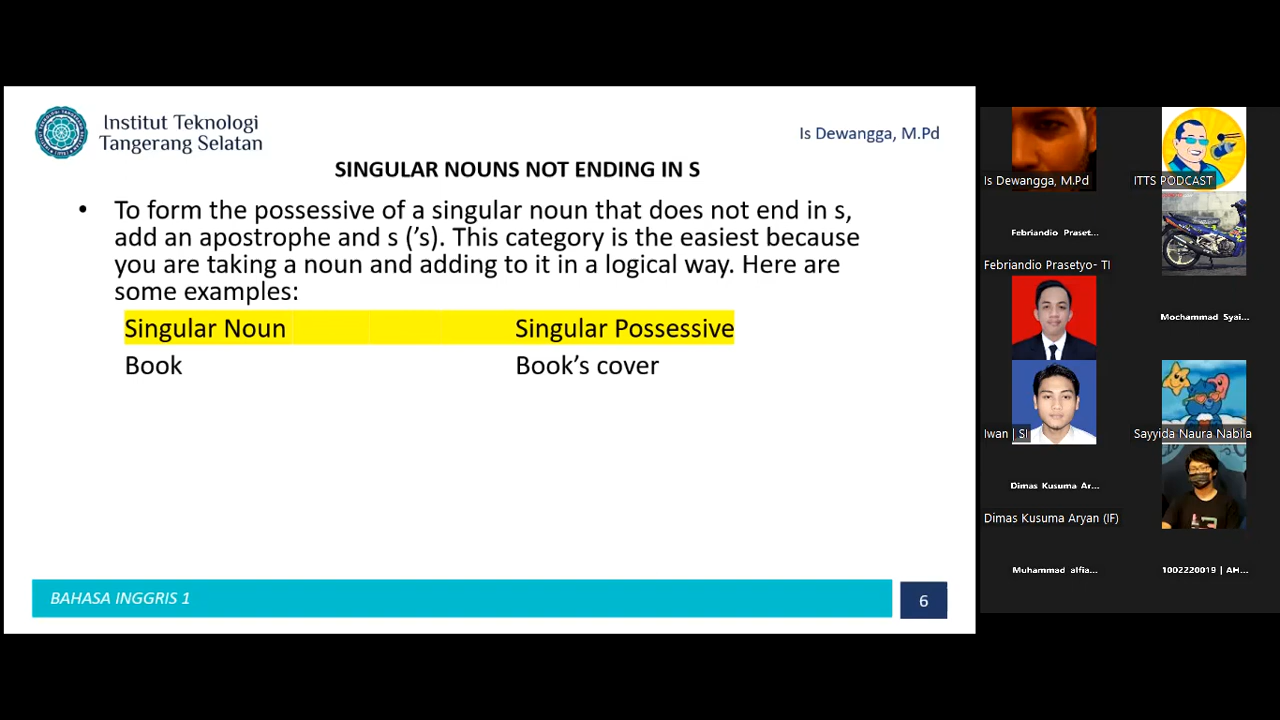 Institut Teknologi
Tangerang Selatan
Is Dewangga, M.Pd
SINGULAR NOUNS NOT ENDING IN S
• To form the possessive of a singular noun that does not end in s,
add an apostrophe and s (’s). This category is the easiest because
you are taking a noun and adding to it in a logical way. Here are
some examples:
Singular Noun Singular Possessive
Book Book’s cover
BAHASA INGGRIS 1
6
Is Dewangga, M.Pd
ITTS PODCAST
Febriandio Praset...
Febriandio Prasetyo- TI
Mochammad Syai...
Iwan | SI
Sayyida Naura Nabila
Dimas Kusuma Ar...
Dimas Kusuma Aryan (IF)
Muhammad alfia...
1002220019 | AH...